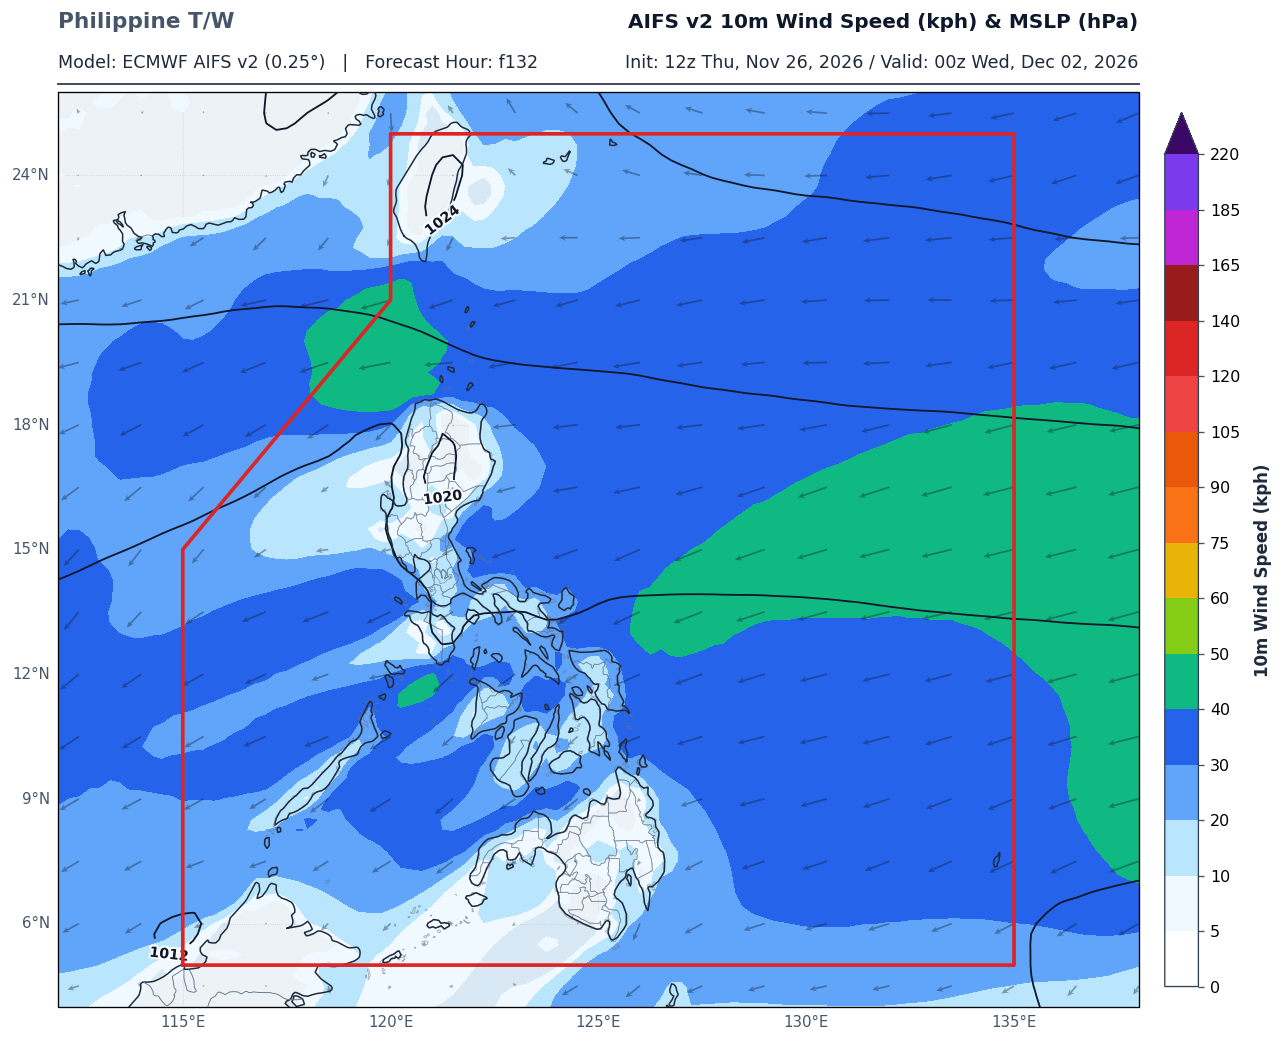 Philippine T/W
AIFS v2 10m Wind Speed (kph) & MSLP (hPa)
Model: ECMWF AIFS v2 (0.25°) | Forecast Hour: f132
Init: 12z Thu, Nov 26, 2026 / Valid: 00z Wed, Dec 02, 2026
24°N
21°N
18°N
15°N
12°N
9°N
6°N
1024
1020
1012
115°E
120°E
125°E
130°E
135°E
220
185
165
140
120
105
90
75
60
50
40
30
20
10
5
0
10m Wind Speed (kph)